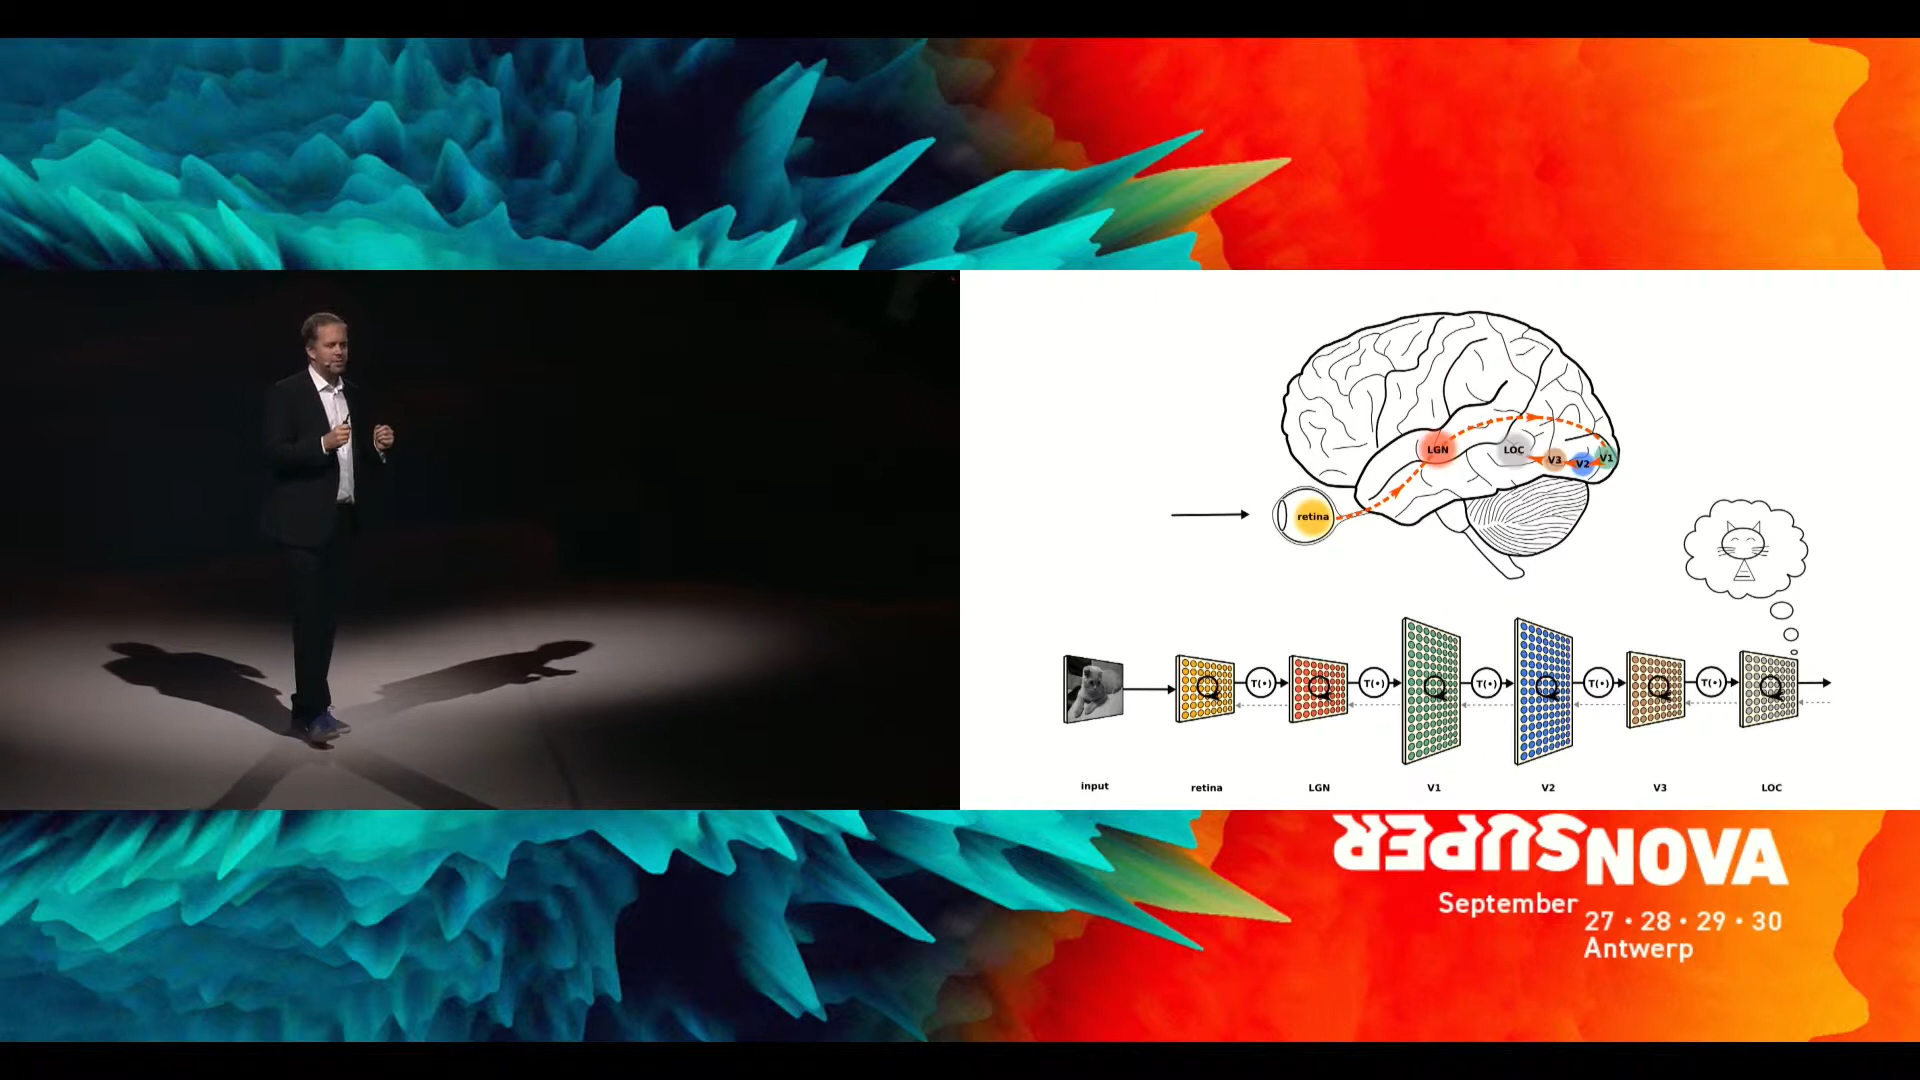 LGN
LOC
V3
V2
V1
retina
T(•)
T(•)
T(•)
T(•)
T(•)
input
retina
LGN
V1
V2
V3
LOC
SUPERNOVA
September
27 • 28 • 29 • 30
Antwerp